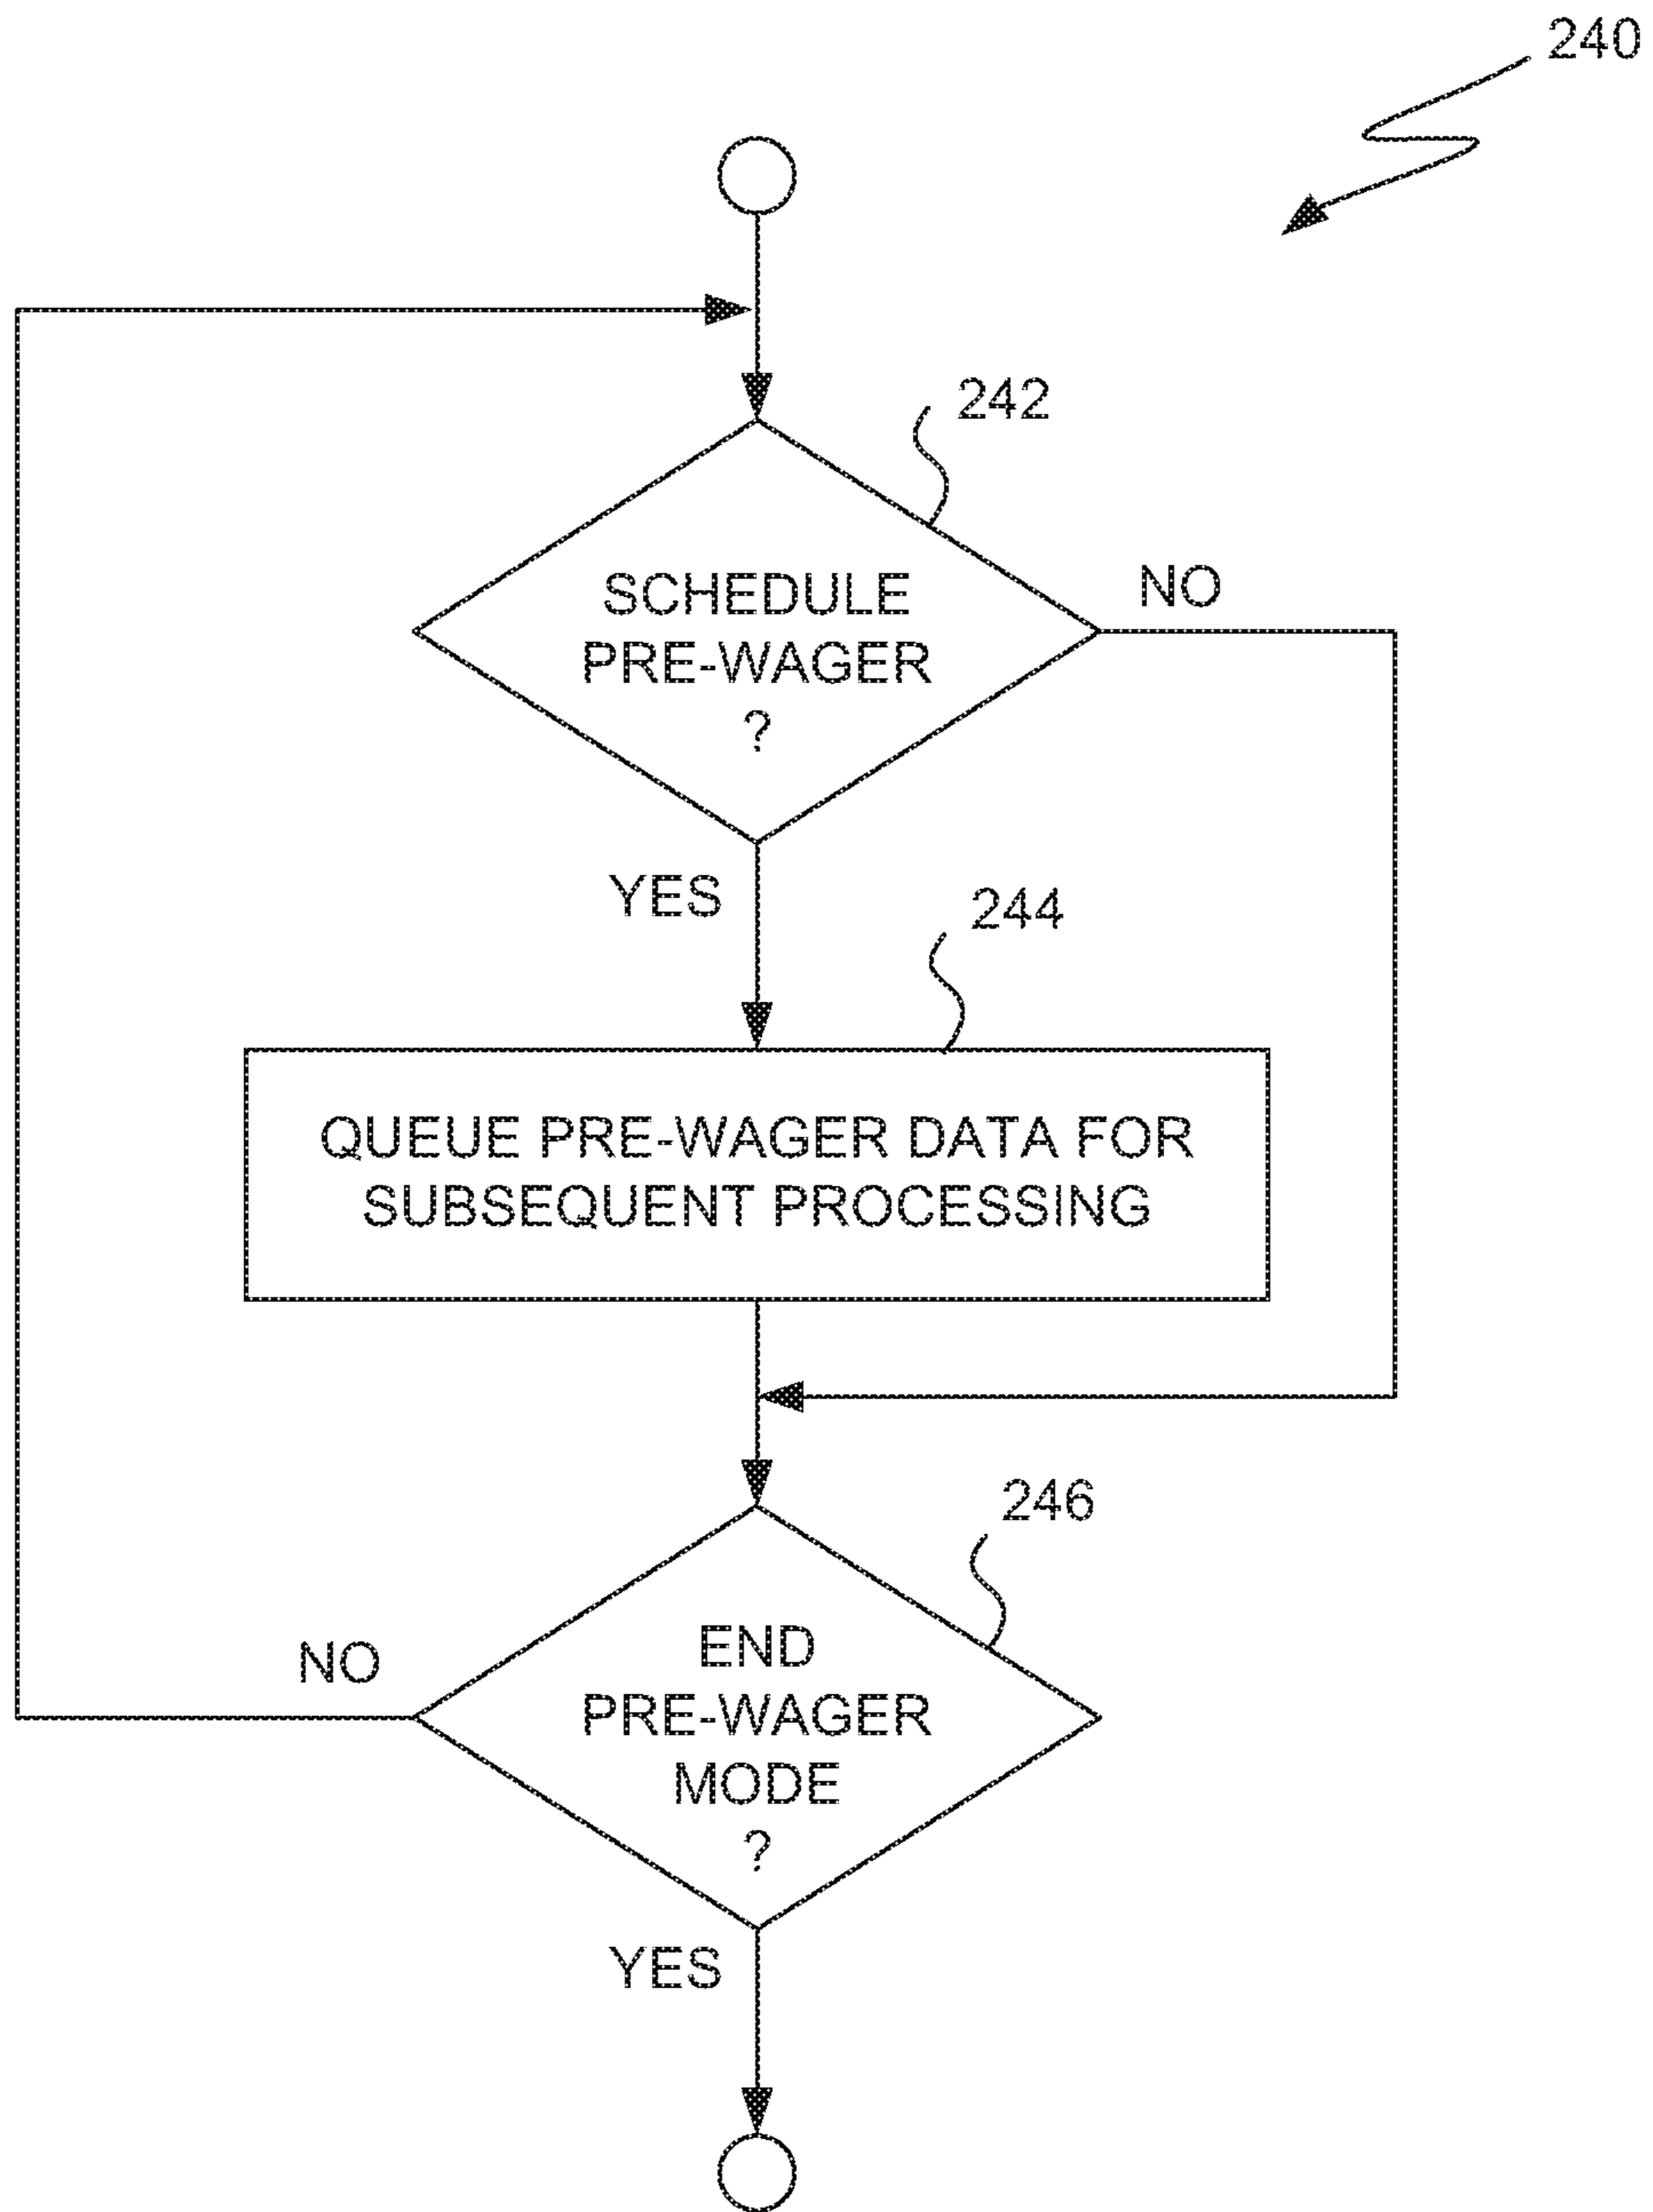 240
242
SCHEDULE
PRE-WAGER
?
NO
YES
244
QUEUE PRE-WAGER DATA FOR
SUBSEQUENT PROCESSING
246
END
PRE-WAGER
MODE
?
NO
YES